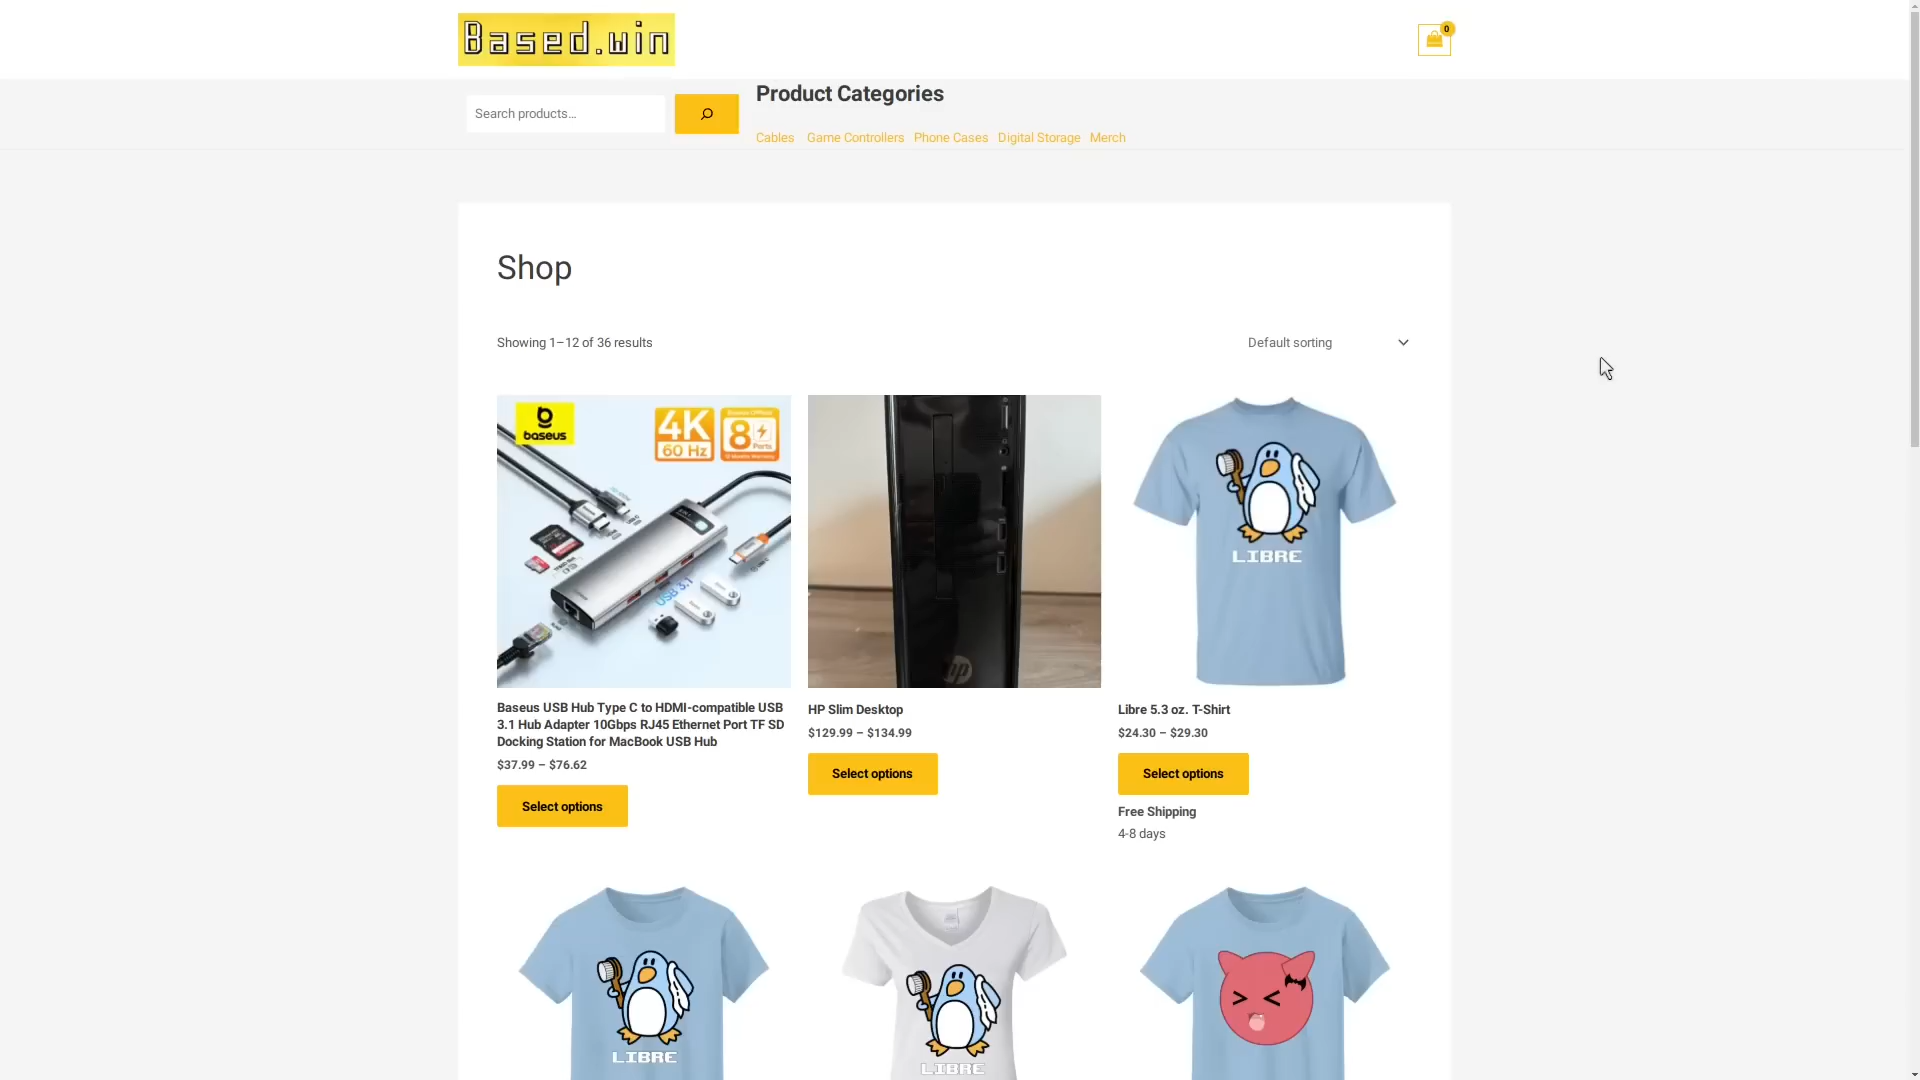 Based.win
0
Search products…
Product Categories
Cables
Game Controllers
Phone Cases
Digital Storage
Merch
Shop
Showing 1–12 of 36 results
Default sorting
baseus
4K
60 Hz
8
Ports
USB 3.1
hp
LIBRE
Baseus USB Hub Type C to HDMI-compatible USB
3.1 Hub Adapter 10Gbps RJ45 Ethernet Port TF SD
Docking Station for MacBook USB Hub
$37.99 – $76.62
Select options
HP Slim Desktop
$129.99 – $134.99
Select options
Libre 5.3 oz. T-Shirt
$24.30 – $29.30
Select options
Free Shipping
4-8 days
LIBRE
LIBRE